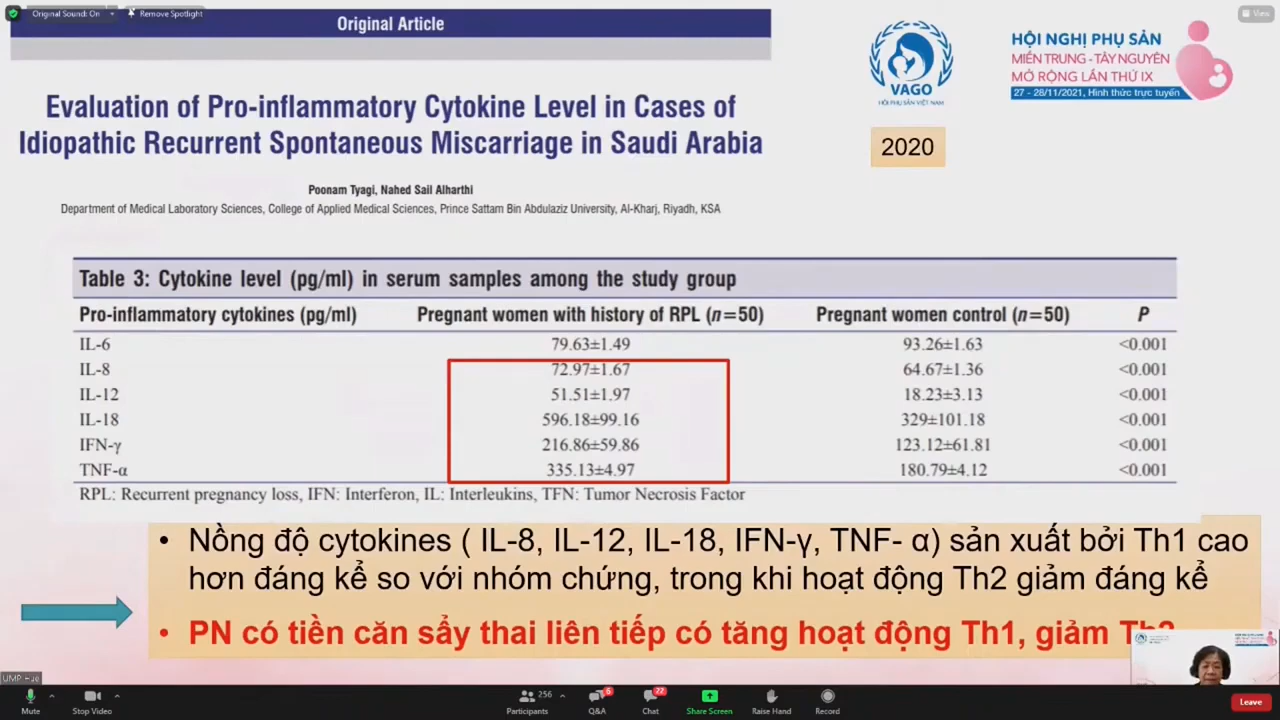 Original Sound: On
Remove Spotlight
View
Original Article
Evaluation of Pro-inflammatory Cytokine Level in Cases of
Idiopathic Recurrent Spontaneous Miscarriage in Saudi Arabia
Poonam Tyagi, Nahed Sail Alharthi
Department of Medical Laboratory Sciences, College of Applied Medical Sciences, Prince Sattam Bin Abdulaziz University, Al-Kharj, Riyadh, KSA
VAGO
HỘI PHỤ SẢN VIỆT NAM
HỘI NGHỊ PHỤ SẢN
MIỀN TRUNG - TÂY NGUYÊN
MỞ RỘNG LẦN THỨ IX
27 - 28/11/2021, Hình thức trực tuyến
2020
Table 3: Cytokine level (pg/ml) in serum samples among the study group
Pro-inflammatory cytokines (pg/ml) Pregnant women with history of RPL (n=50) Pregnant women control (n=50) P
IL-6 79.63±1.49 93.26±1.63 <0.001
IL-8 72.97±1.67 64.67±1.36 <0.001
IL-12 51.51±1.97 18.23±3.13 <0.001
IL-18 596.18±99.16 329±101.18 <0.001
IFN-γ 216.86±59.86 123.12±61.81 <0.001
TNF-α 335.13±4.97 180.79±4.12 <0.001
RPL: Recurrent pregnancy loss, IFN: Interferon, IL: Interleukins, TFN: Tumor Necrosis Factor
• Nồng độ cytokines ( IL-8, IL-12, IL-18, IFN-γ, TNF- α) sản xuất bởi Th1 cao
hơn đáng kể so với nhóm chứng, trong khi hoạt động Th2 giảm đáng kể
• PN có tiền căn sẩy thai liên tiếp có tăng hoạt động Th1, giảm Th2
Mute
Stop Video
Participants
256
Q&A
6
Chat
22
Share Screen
Raise Hand
Record
Leave